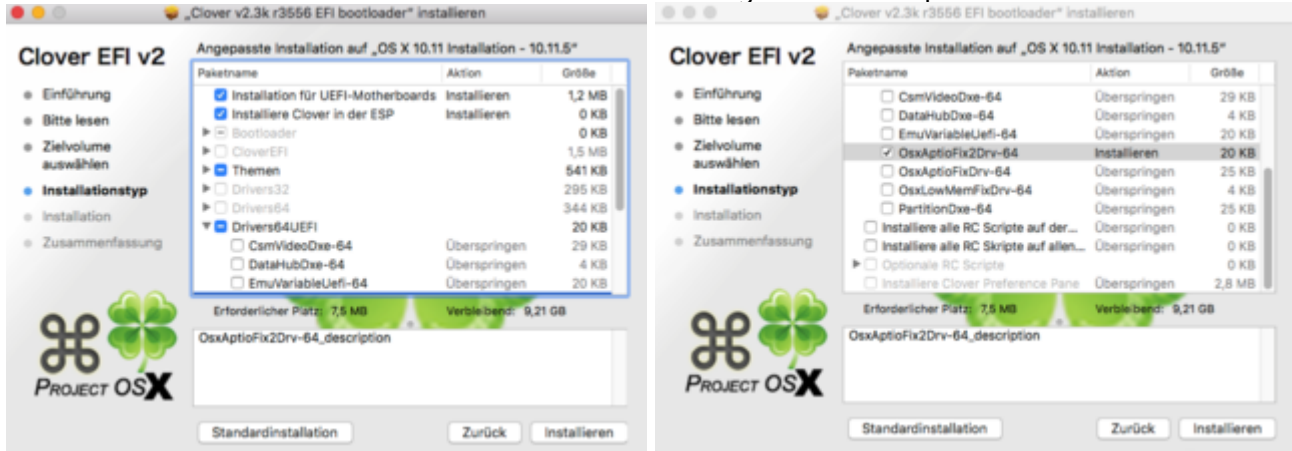 „Clover v2.3k r3556 EFI bootloader“ installieren
Clover EFI v2
Einführung
Bitte lesen
Zielvolume
auswählen
Installationstyp
Installation
Zusammenfassung
PROJECT OSX
Angepasste Installation auf „OS X 10.11 Installation - 10.11.5“
Paketname Aktion Größe
Installation für UEFI-Motherboards Installieren 1,2 MB
Installiere Clover in der ESP Installieren 0 KB
Bootloader 0 KB
CloverEFI 1,5 MB
Themen 541 KB
Drivers32 295 KB
Drivers64 344 KB
Drivers64UEFI 20 KB
CsmVideoDxe-64 Überspringen 29 KB
DataHubDxe-64 Überspringen 4 KB
EmuVariableUefi-64 Überspringen 20 KB
Erforderlicher Platz: 7,5 MB Verbleibend: 9,21 GB
OsxAptioFix2Drv-64_description
Standardinstallation Zurück Installieren
„Clover v2.3k r3556 EFI bootloader“ installieren
Clover EFI v2
Einführung
Bitte lesen
Zielvolume
auswählen
Installationstyp
Installation
Zusammenfassung
PROJECT OSX
Angepasste Installation auf „OS X 10.11 Installation - 10.11.5“
Paketname Aktion Größe
CsmVideoDxe-64 Überspringen 29 KB
DataHubDxe-64 Überspringen 4 KB
EmuVariableUefi-64 Überspringen 20 KB
OsxAptioFix2Drv-64 Installieren 20 KB
OsxAptioFixDrv-64 Überspringen 25 KB
OsxLowMemFixDrv-64 Überspringen 4 KB
PartitionDxe-64 Überspringen 25 KB
Installiere alle RC Scripte auf der... Überspringen 0 KB
Installiere alle RC Skripte auf allen... Überspringen 0 KB
Optionale RC Scripte 0 KB
Installiere Clover Preference Pane Überspringen 2,8 MB
Erforderlicher Platz: 7,5 MB Verbleibend: 9,21 GB
OsxAptioFix2Drv-64_description
Standardinstallation Zurück Installieren